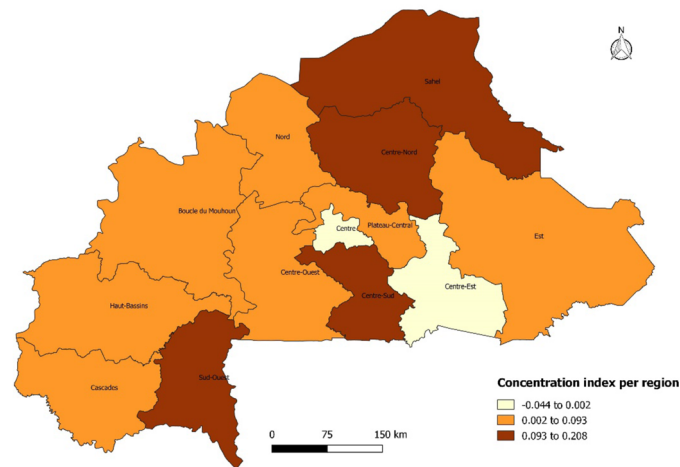 N
Sahel
Nord
Centre-Nord
Boucle du Mouhoun
Centre
Plateau-Central
Est
Centre-Ouest
Centre-Est
Centre-Sud
Haut-Bassins
Sud-Ouest
Cascades
Concentration index per region
-0.044 to 0.002
0.002 to 0.093
0.093 to 0.208
0 75 150 km